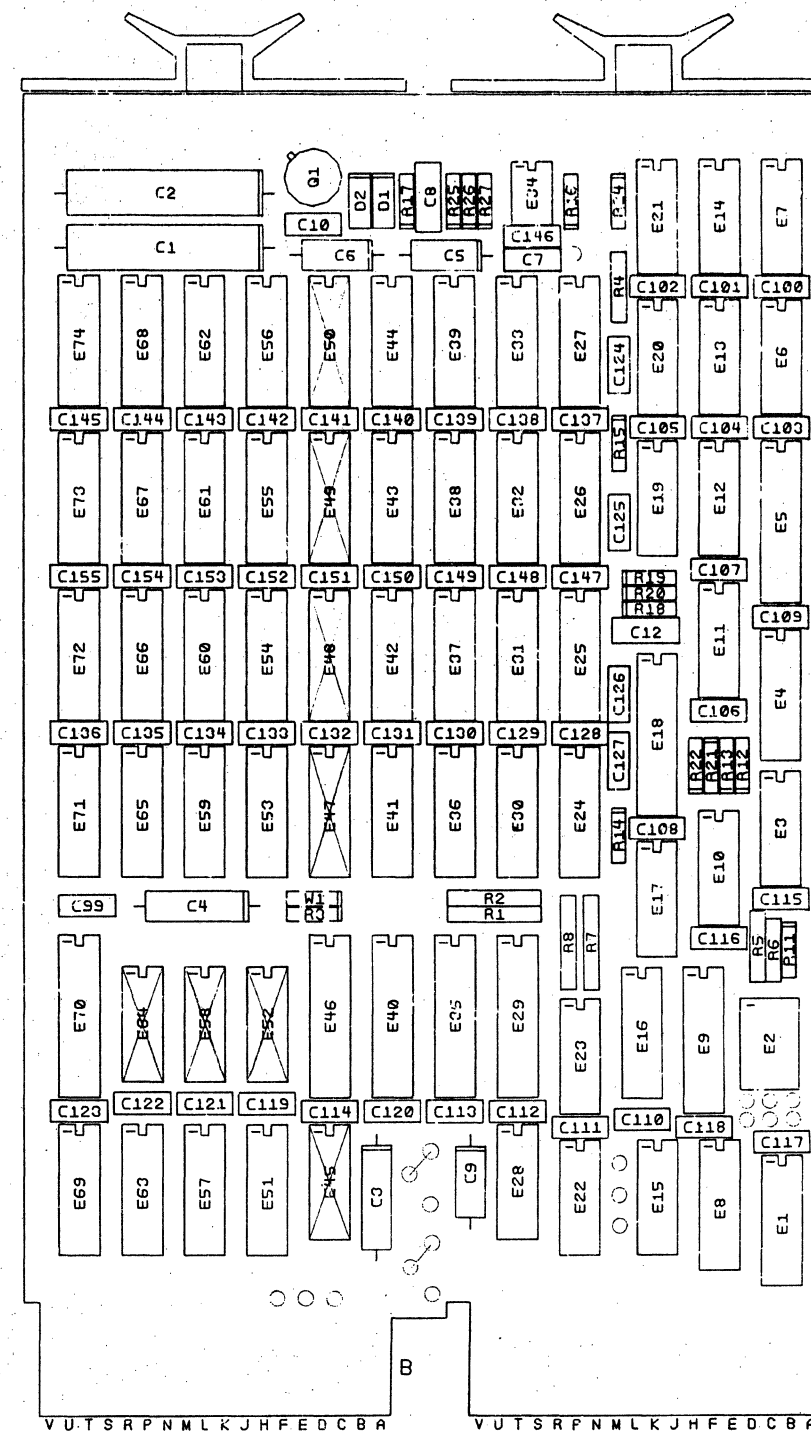 C2 Q1 D2 D1 R17 C8 R25 R26 R27 E34 E21 E14 E7
C10 C146
C1 C6 C5 C7
C102 C101 C100
R4
E74 E68 E62 E56 E50 E44 E39 E33 E27 C124 E20 E13 E6
C145 C144 C143 C142 C141 C140 C139 C138 C137 C105 C104 C103
R15
E73 E67 E61 E55 E49 E43 E38 E32 E26 C125 E19 E12 E5
C155 C154 C153 C152 C151 C150 C149 C148 C147 R19 C107
R20
R18 C109
C12
E72 E66 E60 E54 E48 E42 E37 E31 E25 E11 E4
C126 C106
C136 C135 C134 C133 C132 C131 C130 C129 C128 C127 E18
R22 R21 R13 R12
E71 E65 E59 E53 E47 E41 E36 E30 E24 R14 C108 E10 E3
C99 C4 W1 R2 E17 C115
R3 R1
R8 R7 C116 R5 R6 R11
E70 E64 E58 E52 E46 E40 E35 E29 E23 E16 E9 E2
C123 C122 C121 C119 C114 C120 C113 C112 C111 C110 C118 C117
E69 E63 E57 E51 E45 C3 C9 E28 E22 E15 E8 E1
B
V U T S R P N M L K J H F E D C B A V U T S R P N M L K J H F E D C B A